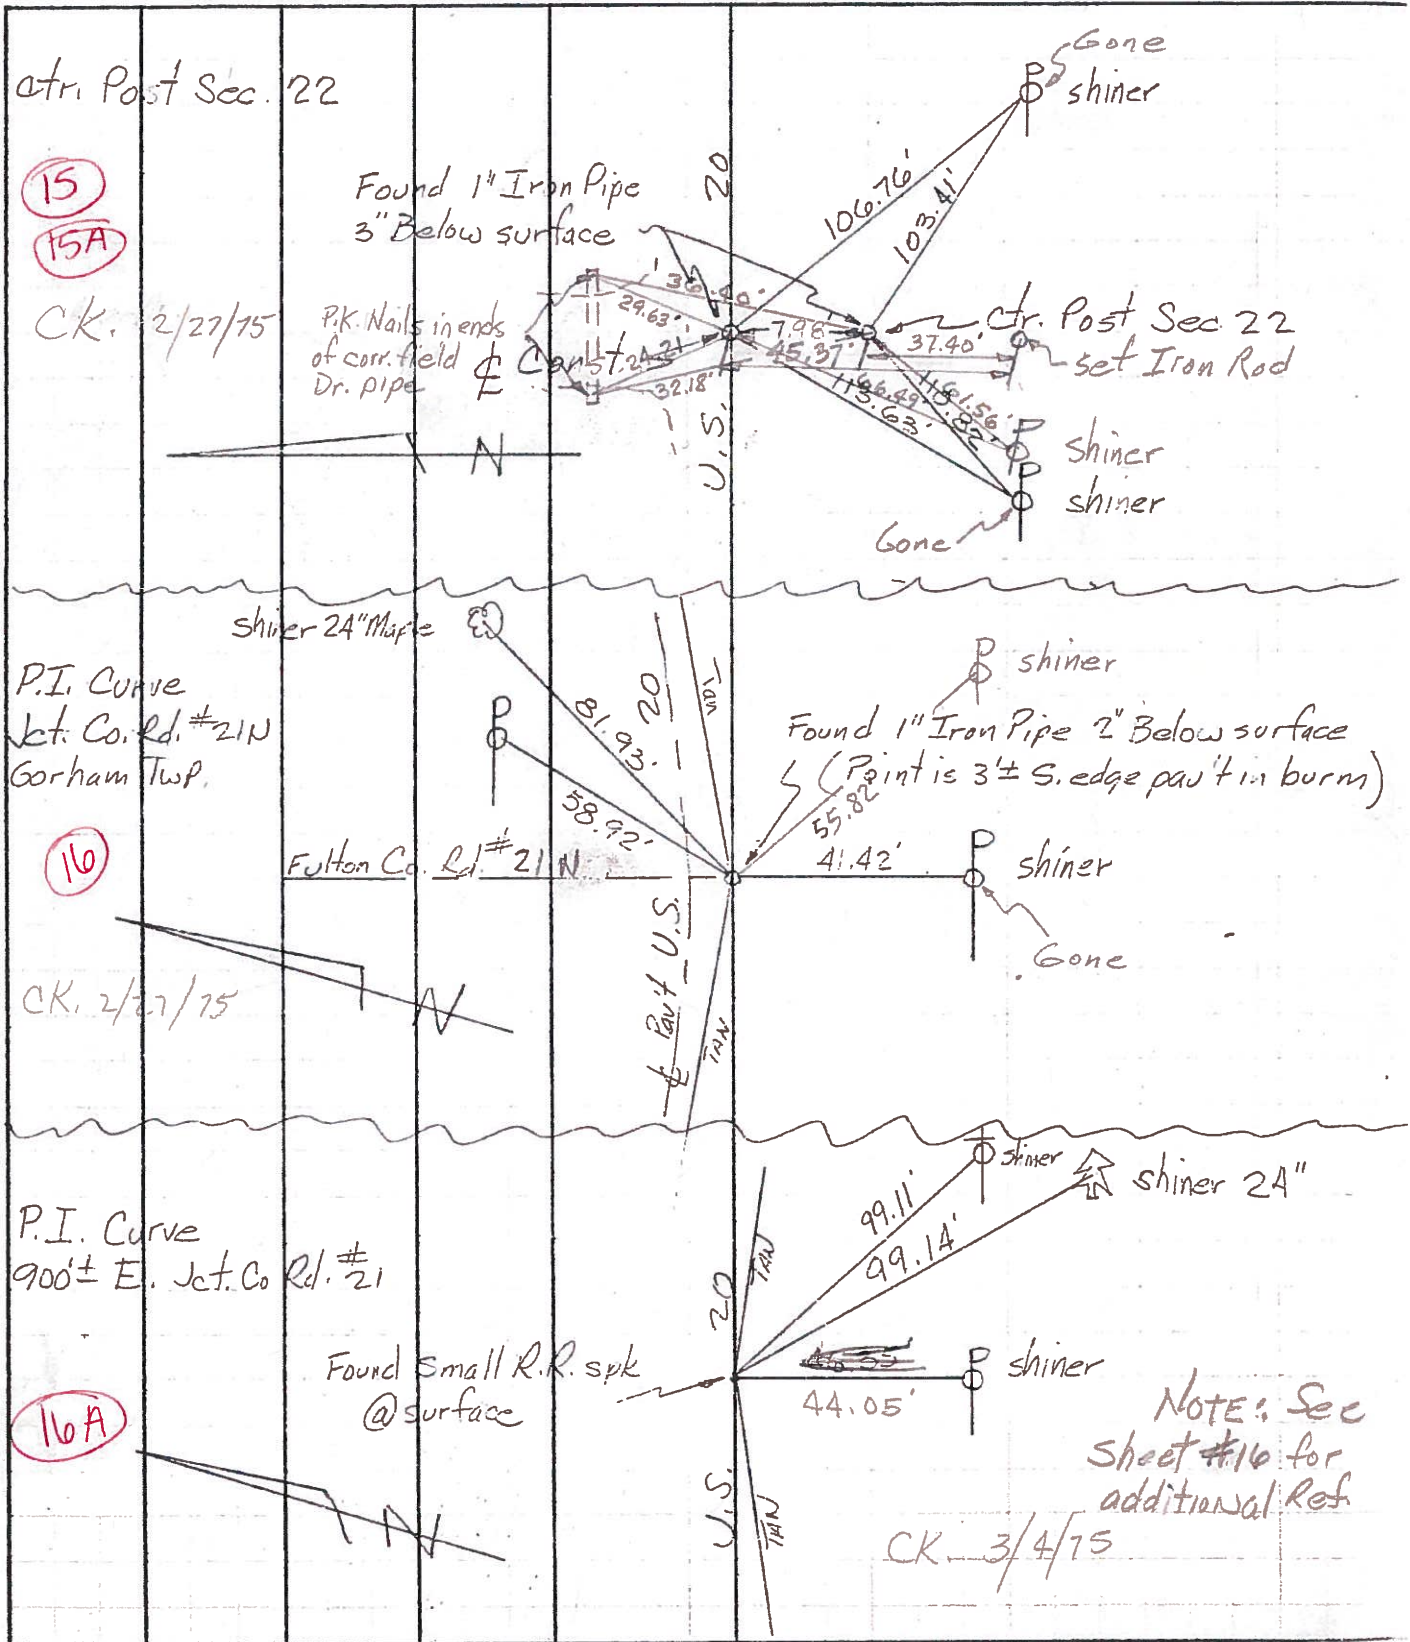 Ctr. Post Sec. 22
15
15A
CK. 2/27/75
Found 1" Iron Pipe
3" Below surface
P.K. Nails in ends
of corr. field
Dr. pipe
℄ Const.
U.S. 20
Gone
P shiner
106.76'
103.41'
36.40'
29.63'
24.21'
32.18'
7.98'
45.37'
37.40'
Ctr. Post Sec 22
set Iron Rod
66.49'
61.56'
113.63'
P shiner
P shiner
Gone
N
shiner 24" Maple
P.I. Curve
Jct. Co. Rd. #21N
Gorham Twp.
16
CK. 2/27/75
P
81.93'
58.92'
Fulton Co. Rd. #21 N
℄ Pav't U.S. 20
Tan
TAN
P shiner
Found 1" Iron Pipe 2" Below surface
(Point is 3'± S. edge pav't in burm)
55.82'
41.42'
P shiner
Gone
N
P.I. Curve
900'± E. Jct. Co Rd. #21
16A
Found Small R.R. spk
@ surface
U.S. 20
TAN
TAN
99.11'
99.14'
shiner
shiner 24"
44.05'
P shiner
NOTE: See
Sheet #16 for
additional Ref.
CK. 3/4/75
N